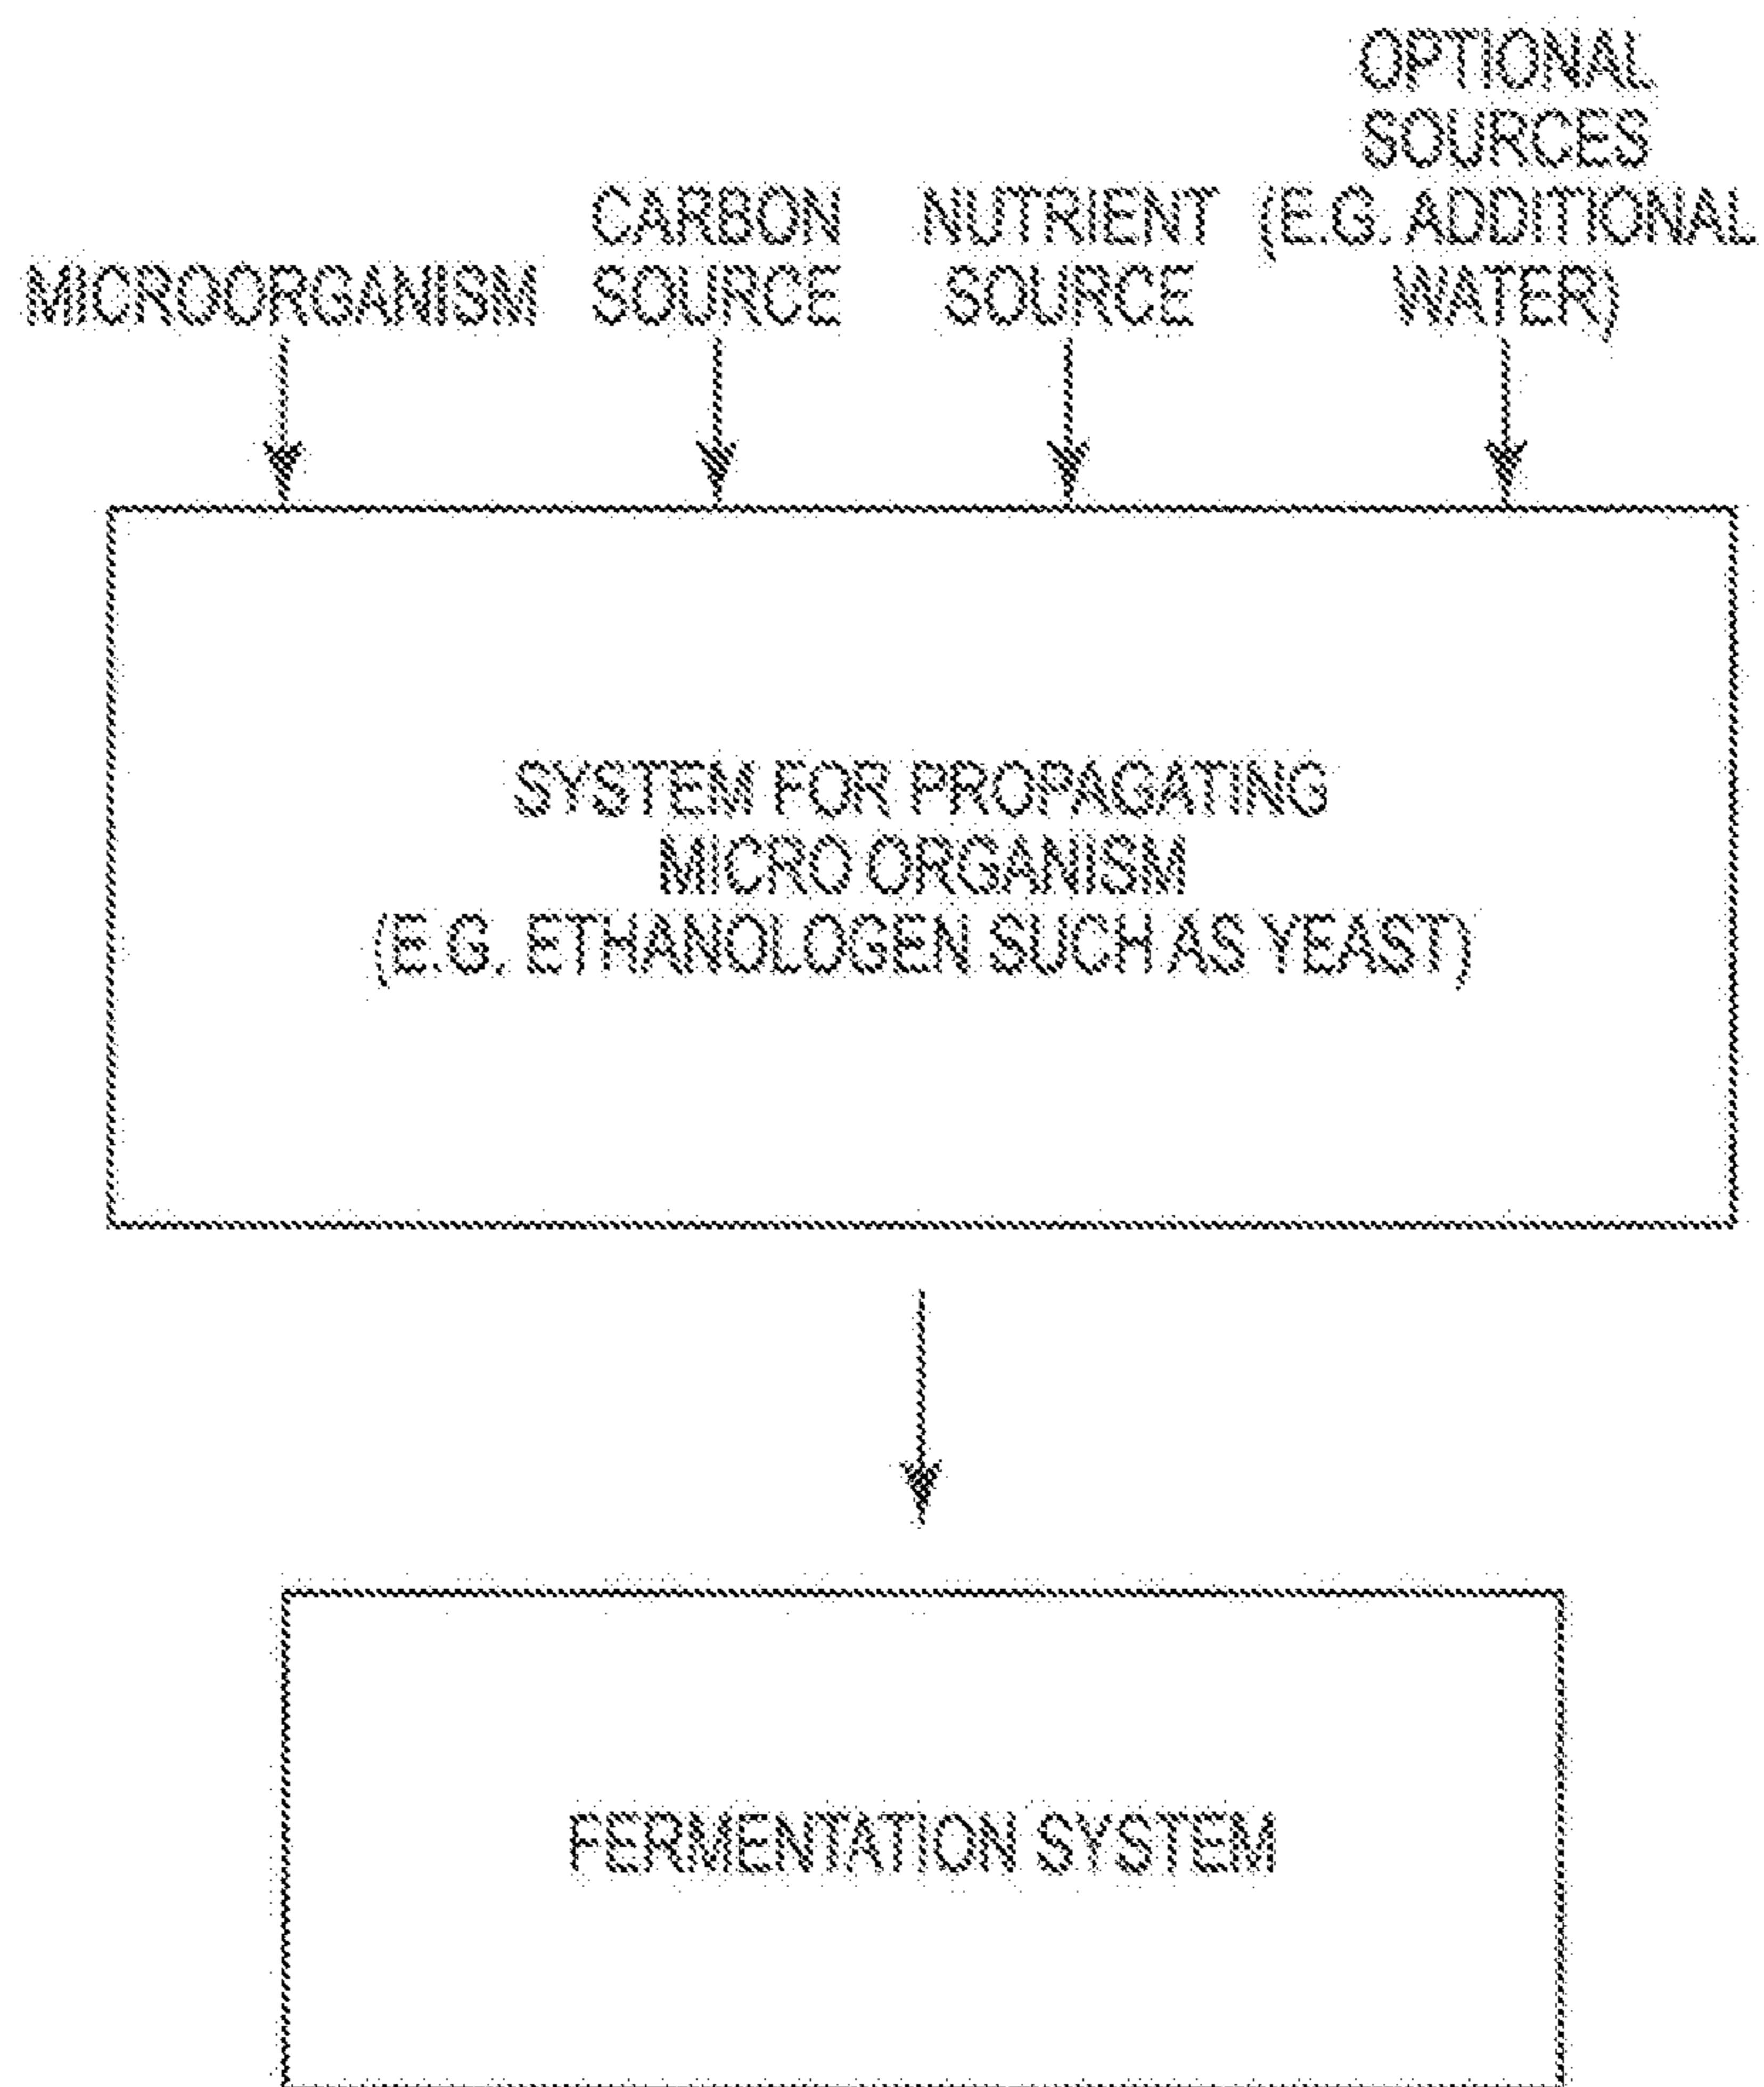 MICROORGANISM
CARBON
SOURCE
NUTRIENT
SOURCE
OPTIONAL
SOURCES
(E.G. ADDITIONAL
WATER)
SYSTEM FOR PROPAGATING
MICRO ORGANISM
(E.G. ETHANOLOGEN SUCH AS YEAST)
FERMENTATION SYSTEM